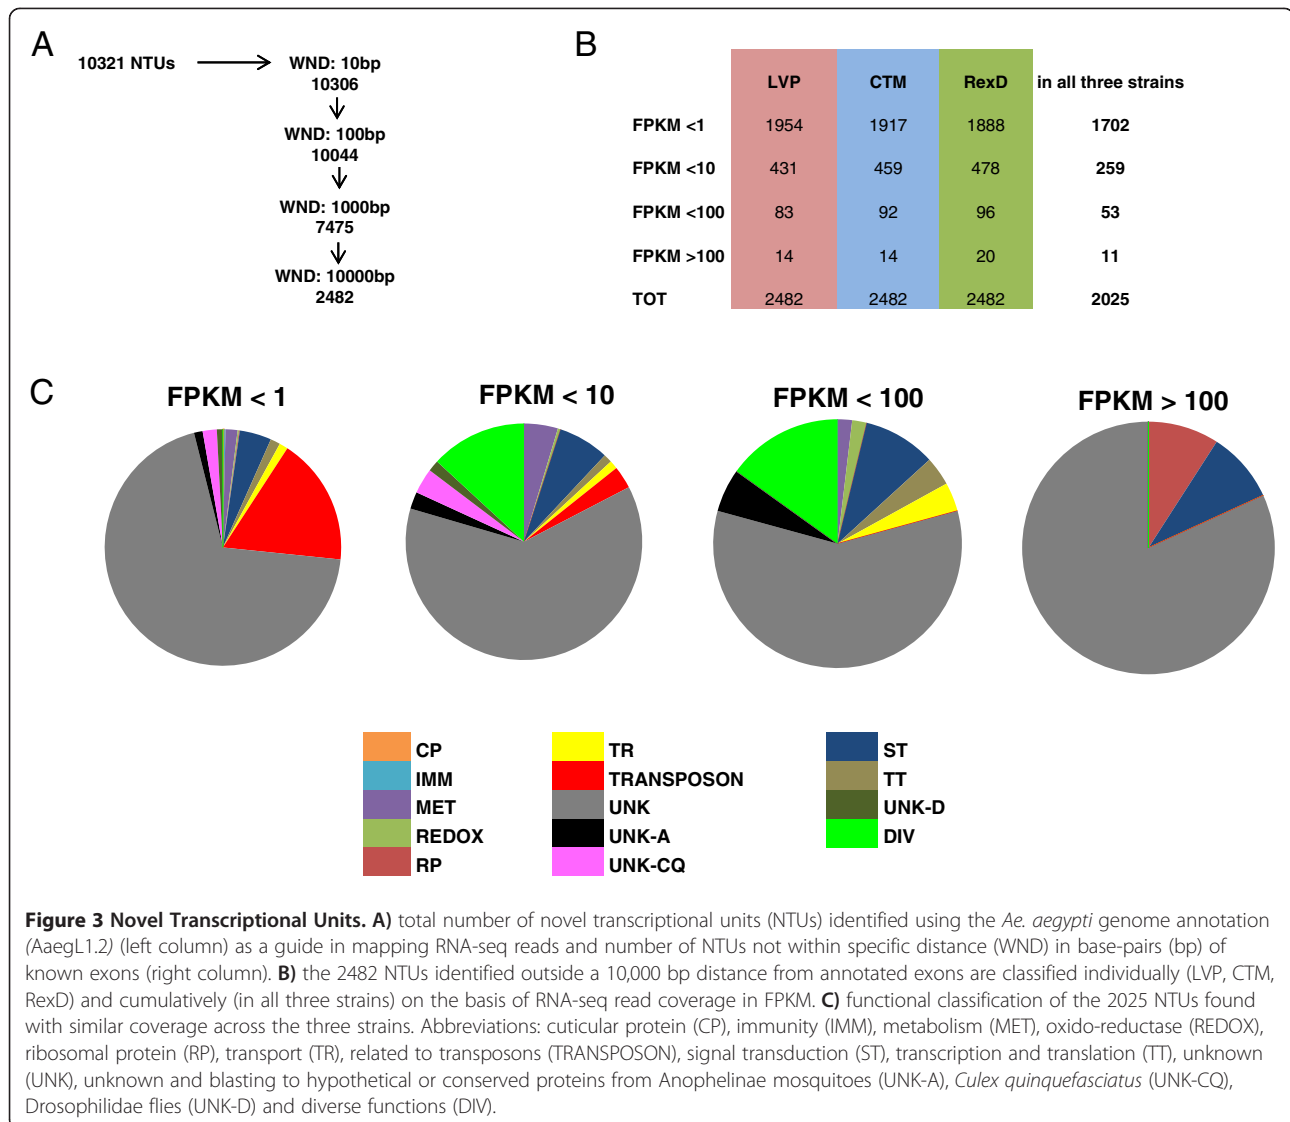 A
10321 NTUs
WND: 10bp
10306
WND: 100bp
10044
WND: 1000bp
7475
WND: 10000bp
2482
B
LVP CTM RexD in all three strains
FPKM <1 1954 1917 1888 1702
FPKM <10 431 459 478 259
FPKM <100 83 92 96 53
FPKM >100 14 14 20 11
TOT 2482 2482 2482 2025
C
FPKM < 1
FPKM < 10
FPKM < 100
FPKM > 100
CP
IMM
MET
REDOX
RP
TR
TRANSPOSON
UNK
UNK-A
UNK-CQ
ST
TT
UNK-D
DIV
Figure 3 Novel Transcriptional Units. A) total number of novel transcriptional units (NTUs) identified using the Ae. aegypti genome annotation
(AaegL1.2) (left column) as a guide in mapping RNA-seq reads and number of NTUs not within specific distance (WND) in base-pairs (bp) of
known exons (right column). B) the 2482 NTUs identified outside a 10,000 bp distance from annotated exons are classified individually (LVP, CTM,
RexD) and cumulatively (in all three strains) on the basis of RNA-seq read coverage in FPKM. C) functional classification of the 2025 NTUs found
with similar coverage across the three strains. Abbreviations: cuticular protein (CP), immunity (IMM), metabolism (MET), oxido-reductase (REDOX),
ribosomal protein (RP), transport (TR), related to transposons (TRANSPOSON), signal transduction (ST), transcription and translation (TT), unknown
(UNK), unknown and blasting to hypothetical or conserved proteins from Anophelinae mosquitoes (UNK-A), Culex quinquefasciatus (UNK-CQ),
Drosophilidae flies (UNK-D) and diverse functions (DIV).